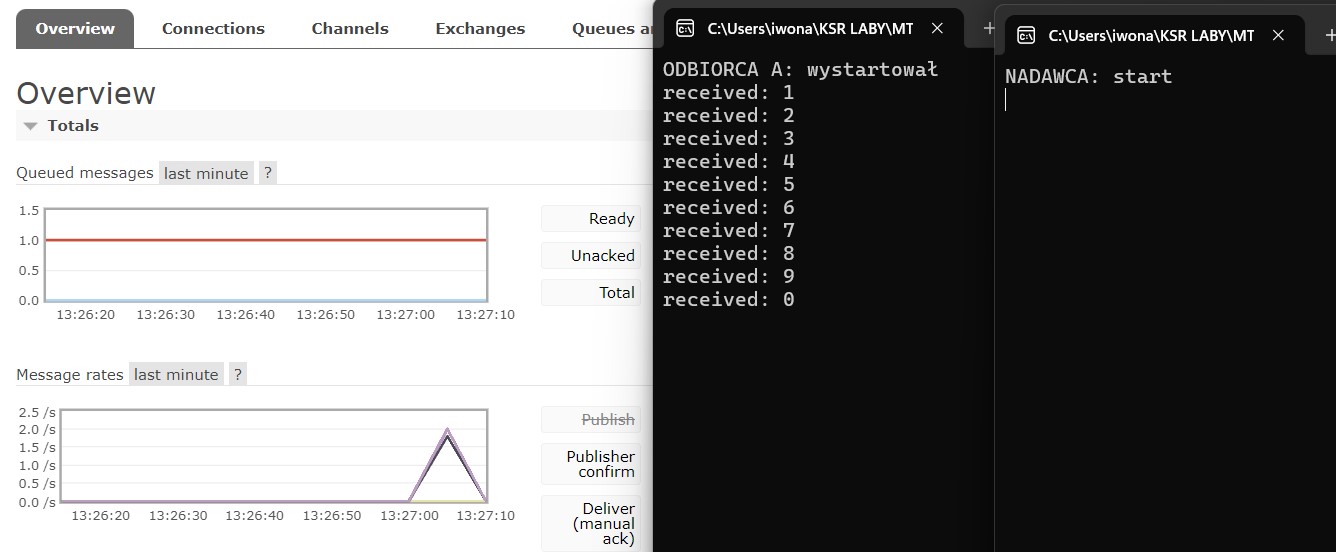 Overview Connections Channels Exchanges Queues a
Overview
Totals
Queued messages last minute ?
1.5
1.0
0.5
0.0
13:26:20 13:26:30 13:26:40 13:26:50 13:27:00 13:27:10
Ready
Unacked
Total
Message rates last minute ?
2.5 /s
2.0 /s
1.5 /s
1.0 /s
0.5 /s
0.0 /s
13:26:20 13:26:30 13:26:40 13:26:50 13:27:00 13:27:10
Publish
Publisher
confirm
Deliver
(manual
ack)
C:\Users\iwona\KSR LABY\MT
ODBIORCA A: wystartował
received: 1
received: 2
received: 3
received: 4
received: 5
received: 6
received: 7
received: 8
received: 9
received: 0
C:\Users\iwona\KSR LABY\MT
NADAWCA: start